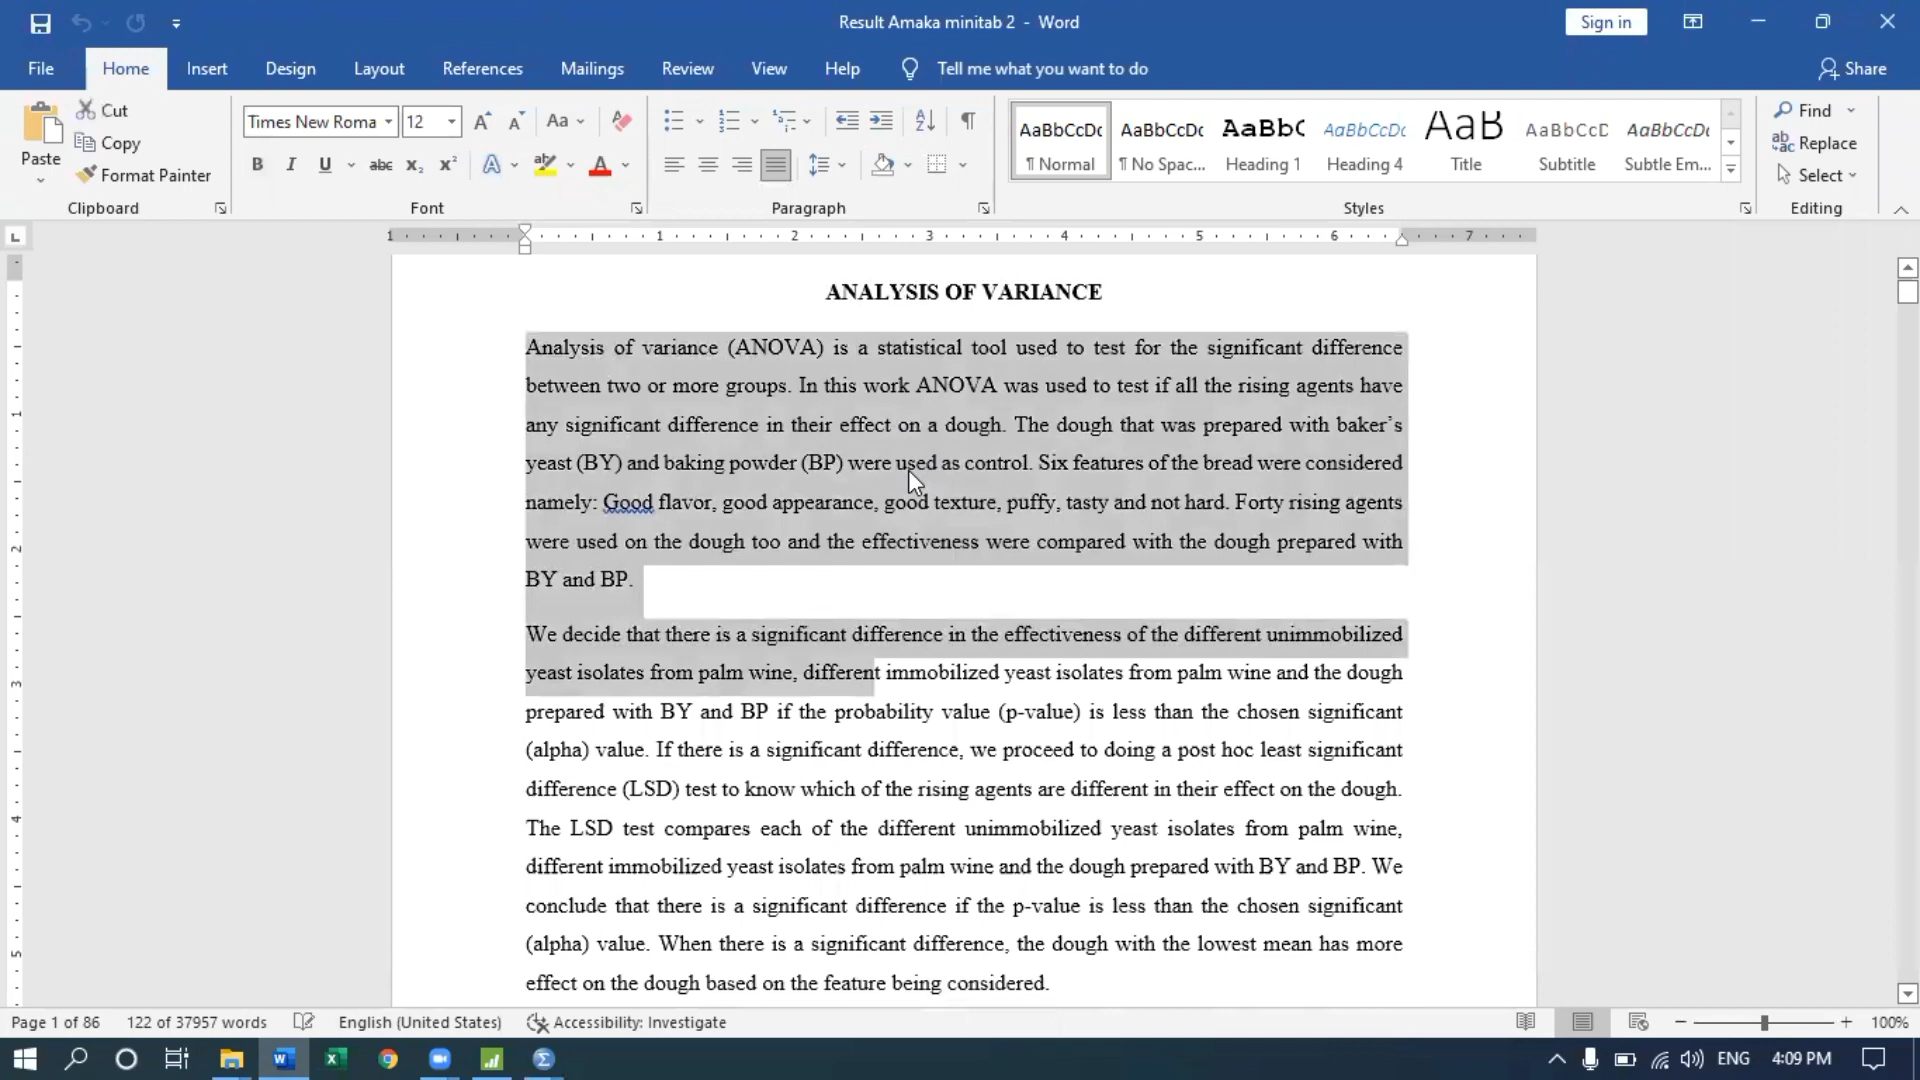 Result Amaka minitab 2 - Word
Sign in
File Home Insert Design Layout References Mailings Review View Help Tell me what you want to do Share
Paste
Cut
Copy
Format Painter
Clipboard
Times New Roma 12
Font
Paragraph
AaBbCcDc AaBbCcDc AaBbC AaBbCcDc AaB AaBbCcD AaBbCcDc
¶ Normal ¶ No Spac... Heading 1 Heading 4 Title Subtitle Subtle Em...
Styles
Find
Replace
Select
Editing
1 1 2 3 4 5 6 7
ANALYSIS OF VARIANCE
Analysis of variance (ANOVA) is a statistical tool used to test for the significant difference
between two or more groups. In this work ANOVA was used to test if all the rising agents have
any significant difference in their effect on a dough. The dough that was prepared with baker’s
yeast (BY) and baking powder (BP) were used as control. Six features of the bread were considered
namely: Good flavor, good appearance, good texture, puffy, tasty and not hard. Forty rising agents
were used on the dough too and the effectiveness were compared with the dough prepared with
BY and BP.
We decide that there is a significant difference in the effectiveness of the different unimmobilized
yeast isolates from palm wine, different immobilized yeast isolates from palm wine and the dough
prepared with BY and BP if the probability value (p-value) is less than the chosen significant
(alpha) value. If there is a significant difference, we proceed to doing a post hoc least significant
difference (LSD) test to know which of the rising agents are different in their effect on the dough.
The LSD test compares each of the different unimmobilized yeast isolates from palm wine,
different immobilized yeast isolates from palm wine and the dough prepared with BY and BP. We
conclude that there is a significant difference if the p-value is less than the chosen significant
(alpha) value. When there is a significant difference, the dough with the lowest mean has more
effect on the dough based on the feature being considered.
Page 1 of 86 122 of 37957 words English (United States) Accessibility: Investigate 100%
ENG 4:09 PM